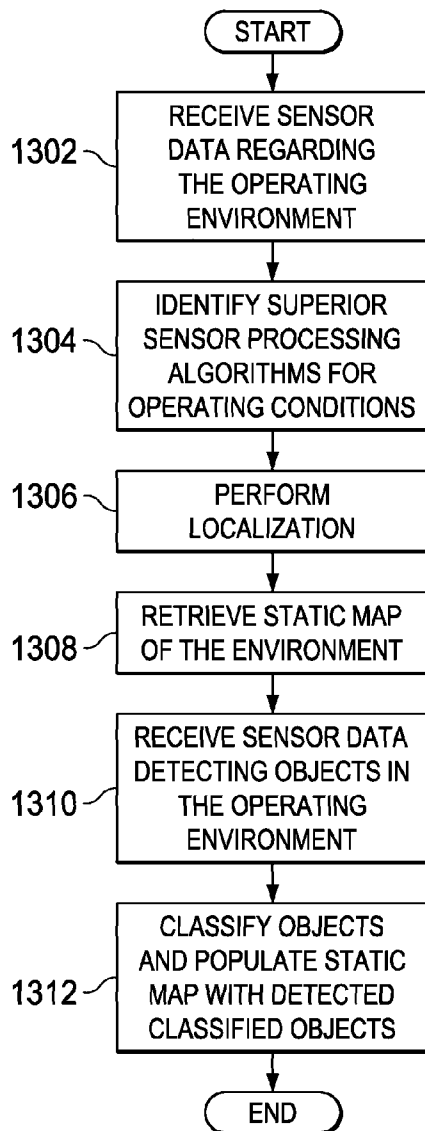 START
1302
RECEIVE SENSOR
DATA REGARDING
THE OPERATING
ENVIRONMENT
1304
IDENTIFY SUPERIOR
SENSOR PROCESSING
ALGORITHMS FOR
OPERATING CONDITIONS
1306
PERFORM
LOCALIZATION
1308
RETRIEVE STATIC MAP
OF THE ENVIRONMENT
1310
RECEIVE SENSOR DATA
DETECTING OBJECTS IN
THE OPERATING
ENVIRONMENT
1312
CLASSIFY OBJECTS
AND POPULATE STATIC
MAP WITH DETECTED
CLASSIFIED OBJECTS
END